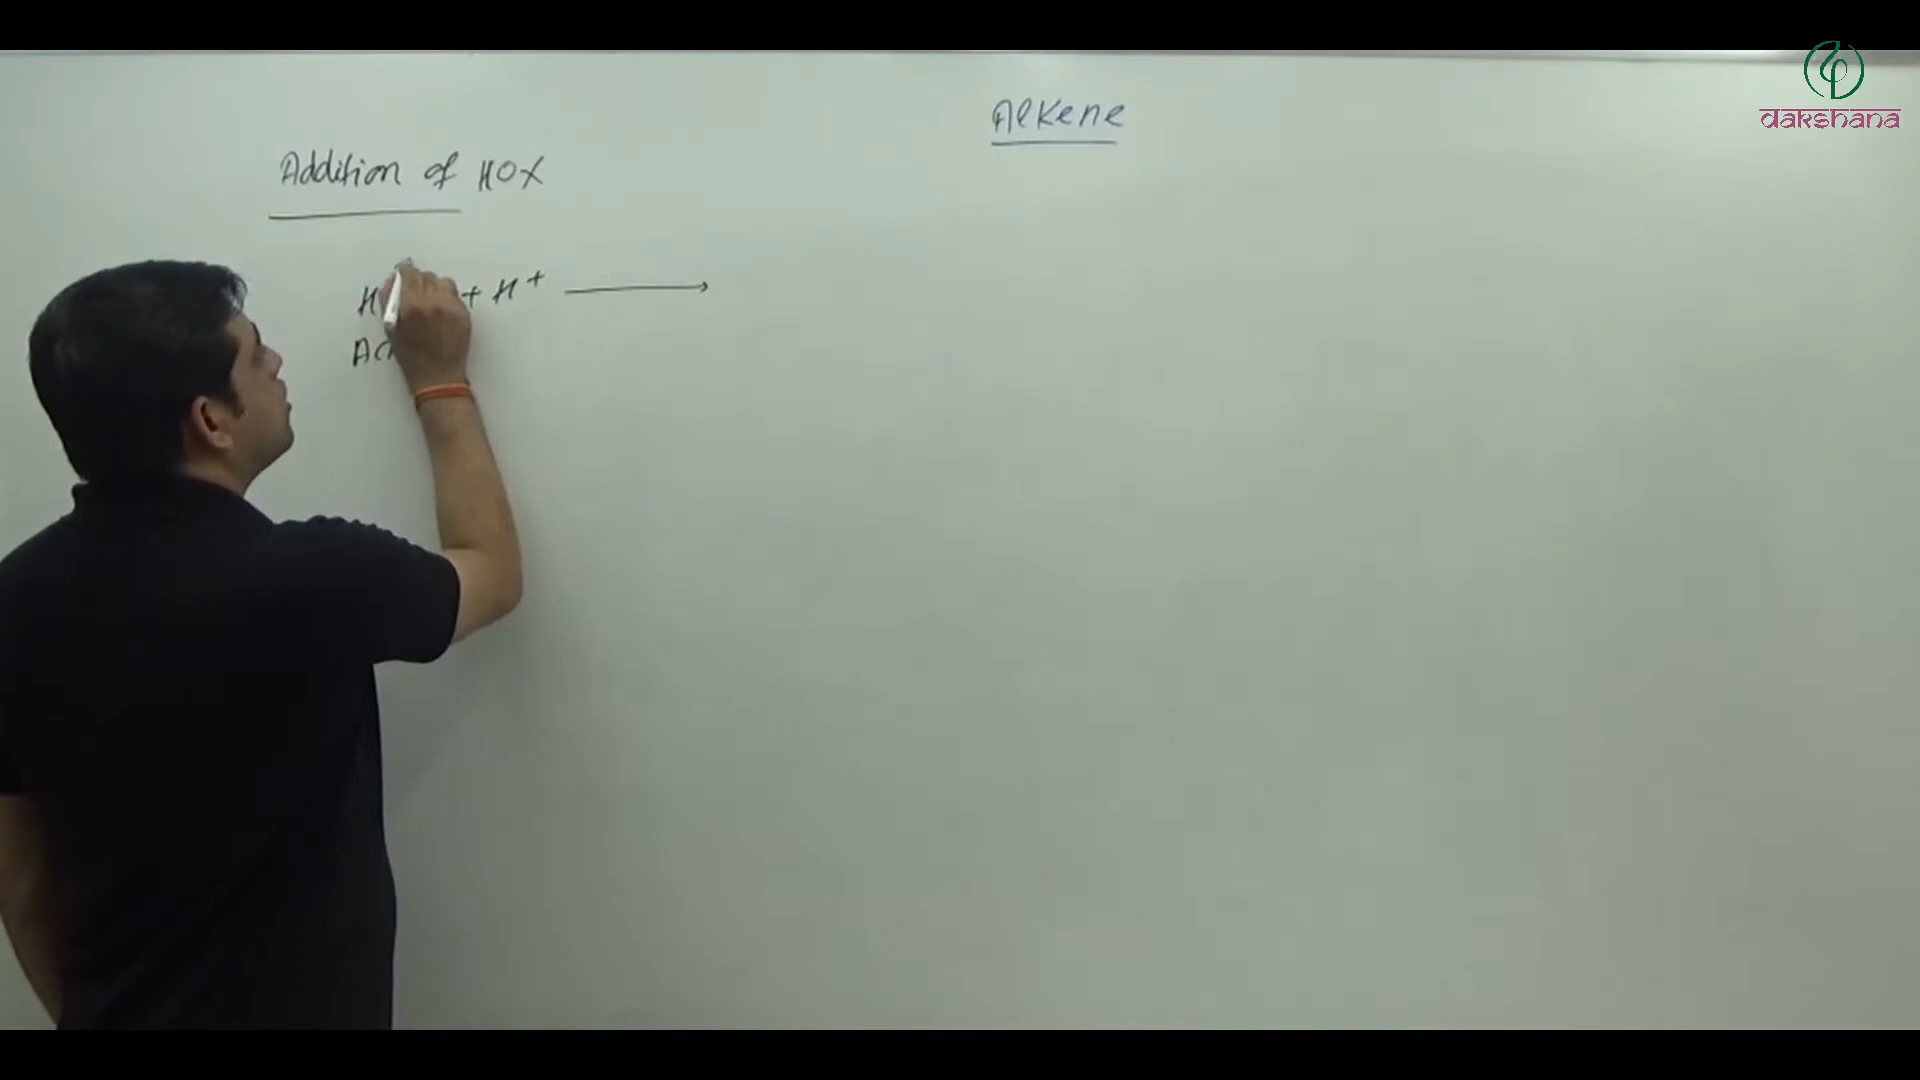 Alkene
Addition of HOX
H + H+ ⟶
dakshana